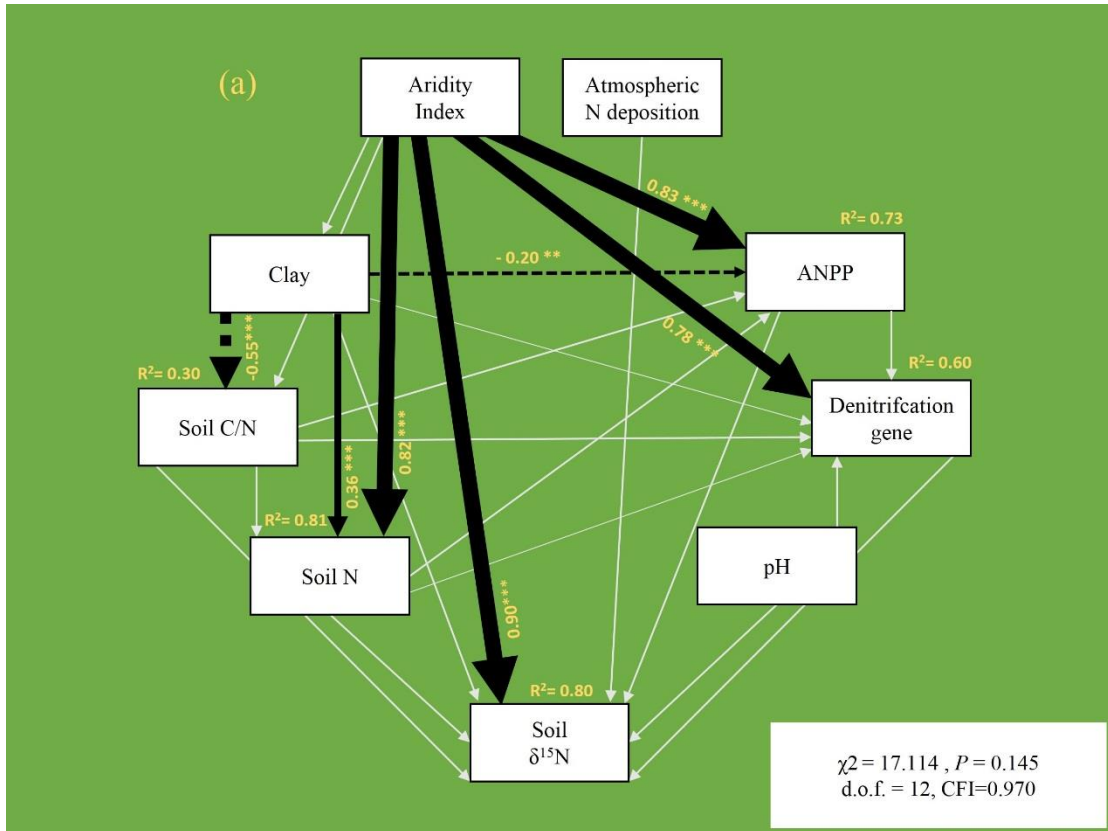 (a)
Aridity
Index
Atmospheric
N deposition
0.83 ***
R²= 0.73
Clay
- 0.20 **
ANPP
0.78 ***
-0.55***
R²= 0.30
R²= 0.60
Soil C/N
Denitrifcation
gene
0.82 ***
0.36 ***
R²= 0.81
Soil N
pH
0.90***
R²= 0.80
Soil
δ¹⁵N
χ2 = 17.114 , P = 0.145
d.o.f. = 12, CFI=0.970